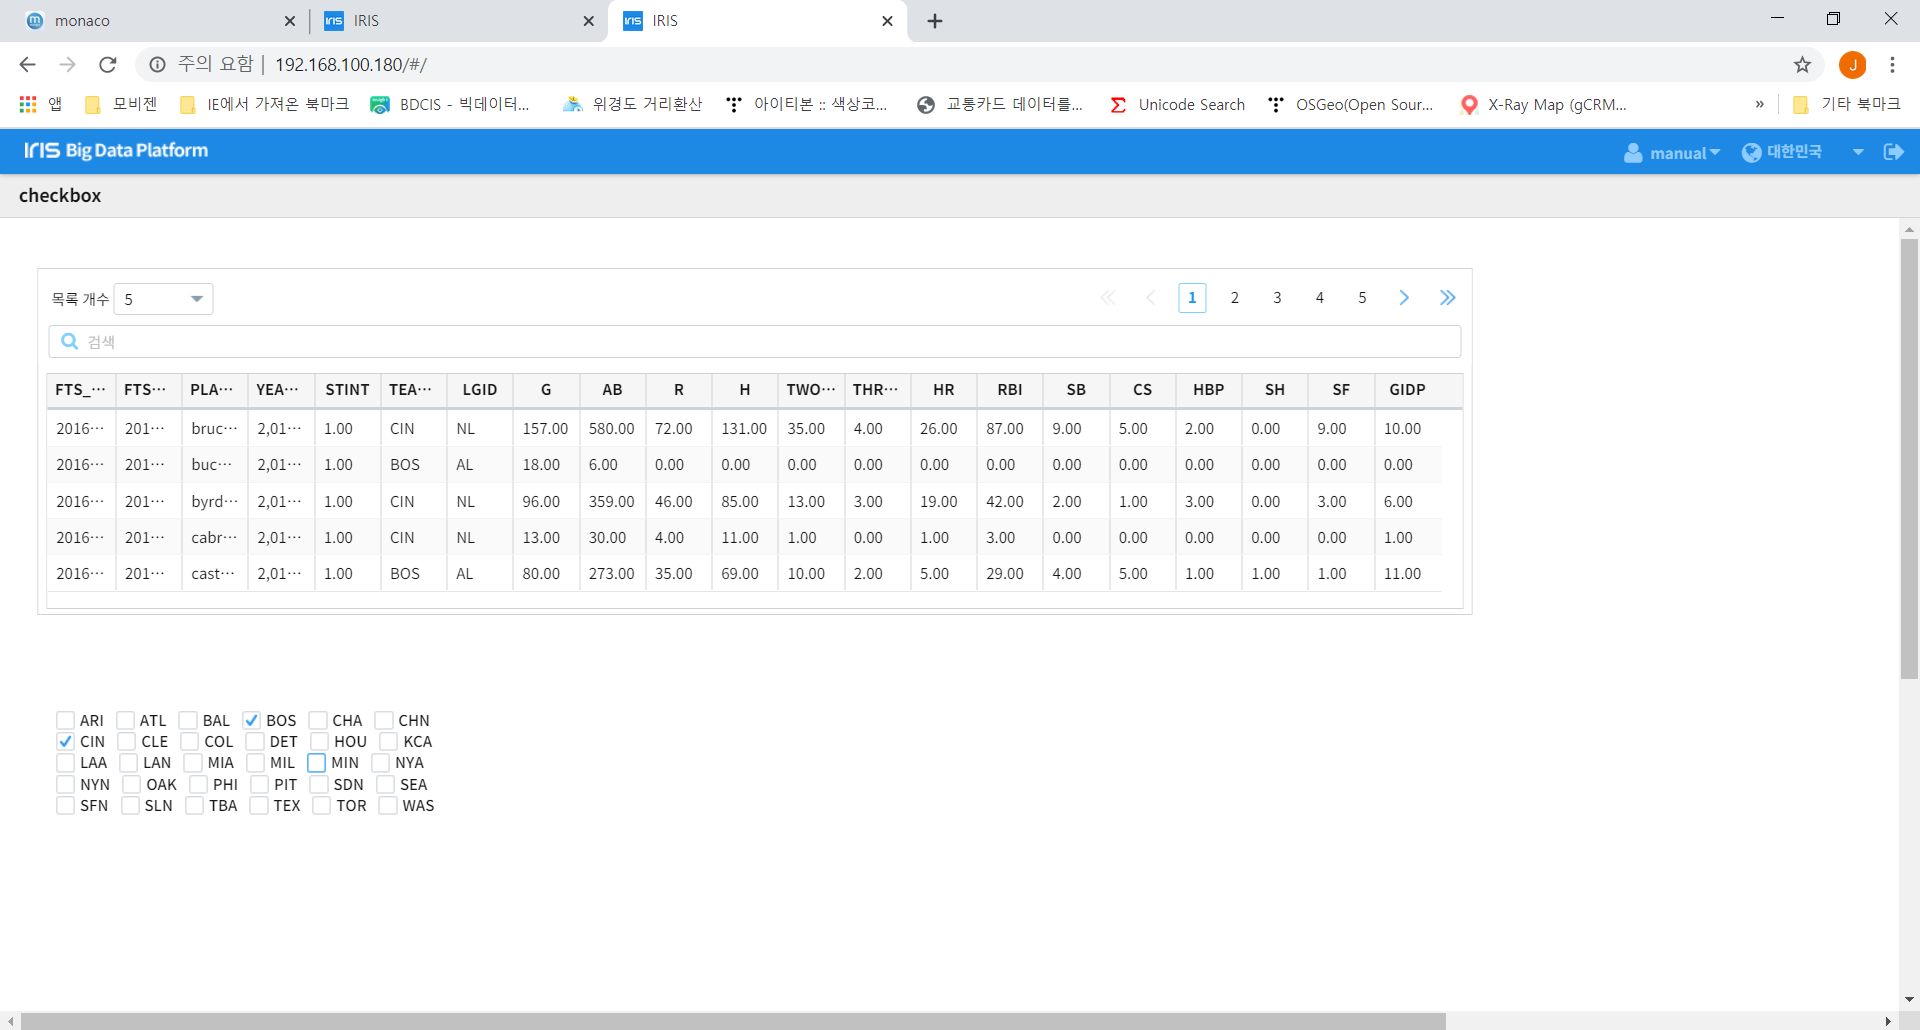 monaco IRIS IRIS
주의 요함 192.168.100.180/#/ J
앱 모비젠 IE에서 가져온 북마크 BDCIS - 빅데이터... 위경도 거리환산 아이티본 :: 색상코... 교통카드 데이터를... Unicode Search OSGeo(Open Sour... X-Ray Map (gCRM... » 기타 북마크
IRIS Big Data Platform manual 대한민국
checkbox
목록 개수 5 1 2 3 4 5
검색
FTS_··· FTS··· PLA··· YEA··· STINT TEA··· LGID G AB R H TWO··· THR··· HR RBI SB CS HBP SH SF GIDP
2016··· 201··· bruc··· 2,01··· 1.00 CIN NL 157.00 580.00 72.00 131.00 35.00 4.00 26.00 87.00 9.00 5.00 2.00 0.00 9.00 10.00
2016··· 201··· buc··· 2,01··· 1.00 BOS AL 18.00 6.00 0.00 0.00 0.00 0.00 0.00 0.00 0.00 0.00 0.00 0.00 0.00 0.00
2016··· 201··· byrd··· 2,01··· 1.00 CIN NL 96.00 359.00 46.00 85.00 13.00 3.00 19.00 42.00 2.00 1.00 3.00 0.00 3.00 6.00
2016··· 201··· cabr··· 2,01··· 1.00 CIN NL 13.00 30.00 4.00 11.00 1.00 0.00 1.00 3.00 0.00 0.00 0.00 0.00 0.00 1.00
2016··· 201··· cast··· 2,01··· 1.00 BOS AL 80.00 273.00 35.00 69.00 10.00 2.00 5.00 29.00 4.00 5.00 1.00 1.00 1.00 11.00
ARI ATL BAL BOS CHA CHN
CIN CLE COL DET HOU KCA
LAA LAN MIA MIL MIN NYA
NYN OAK PHI PIT SDN SEA
SFN SLN TBA TEX TOR WAS